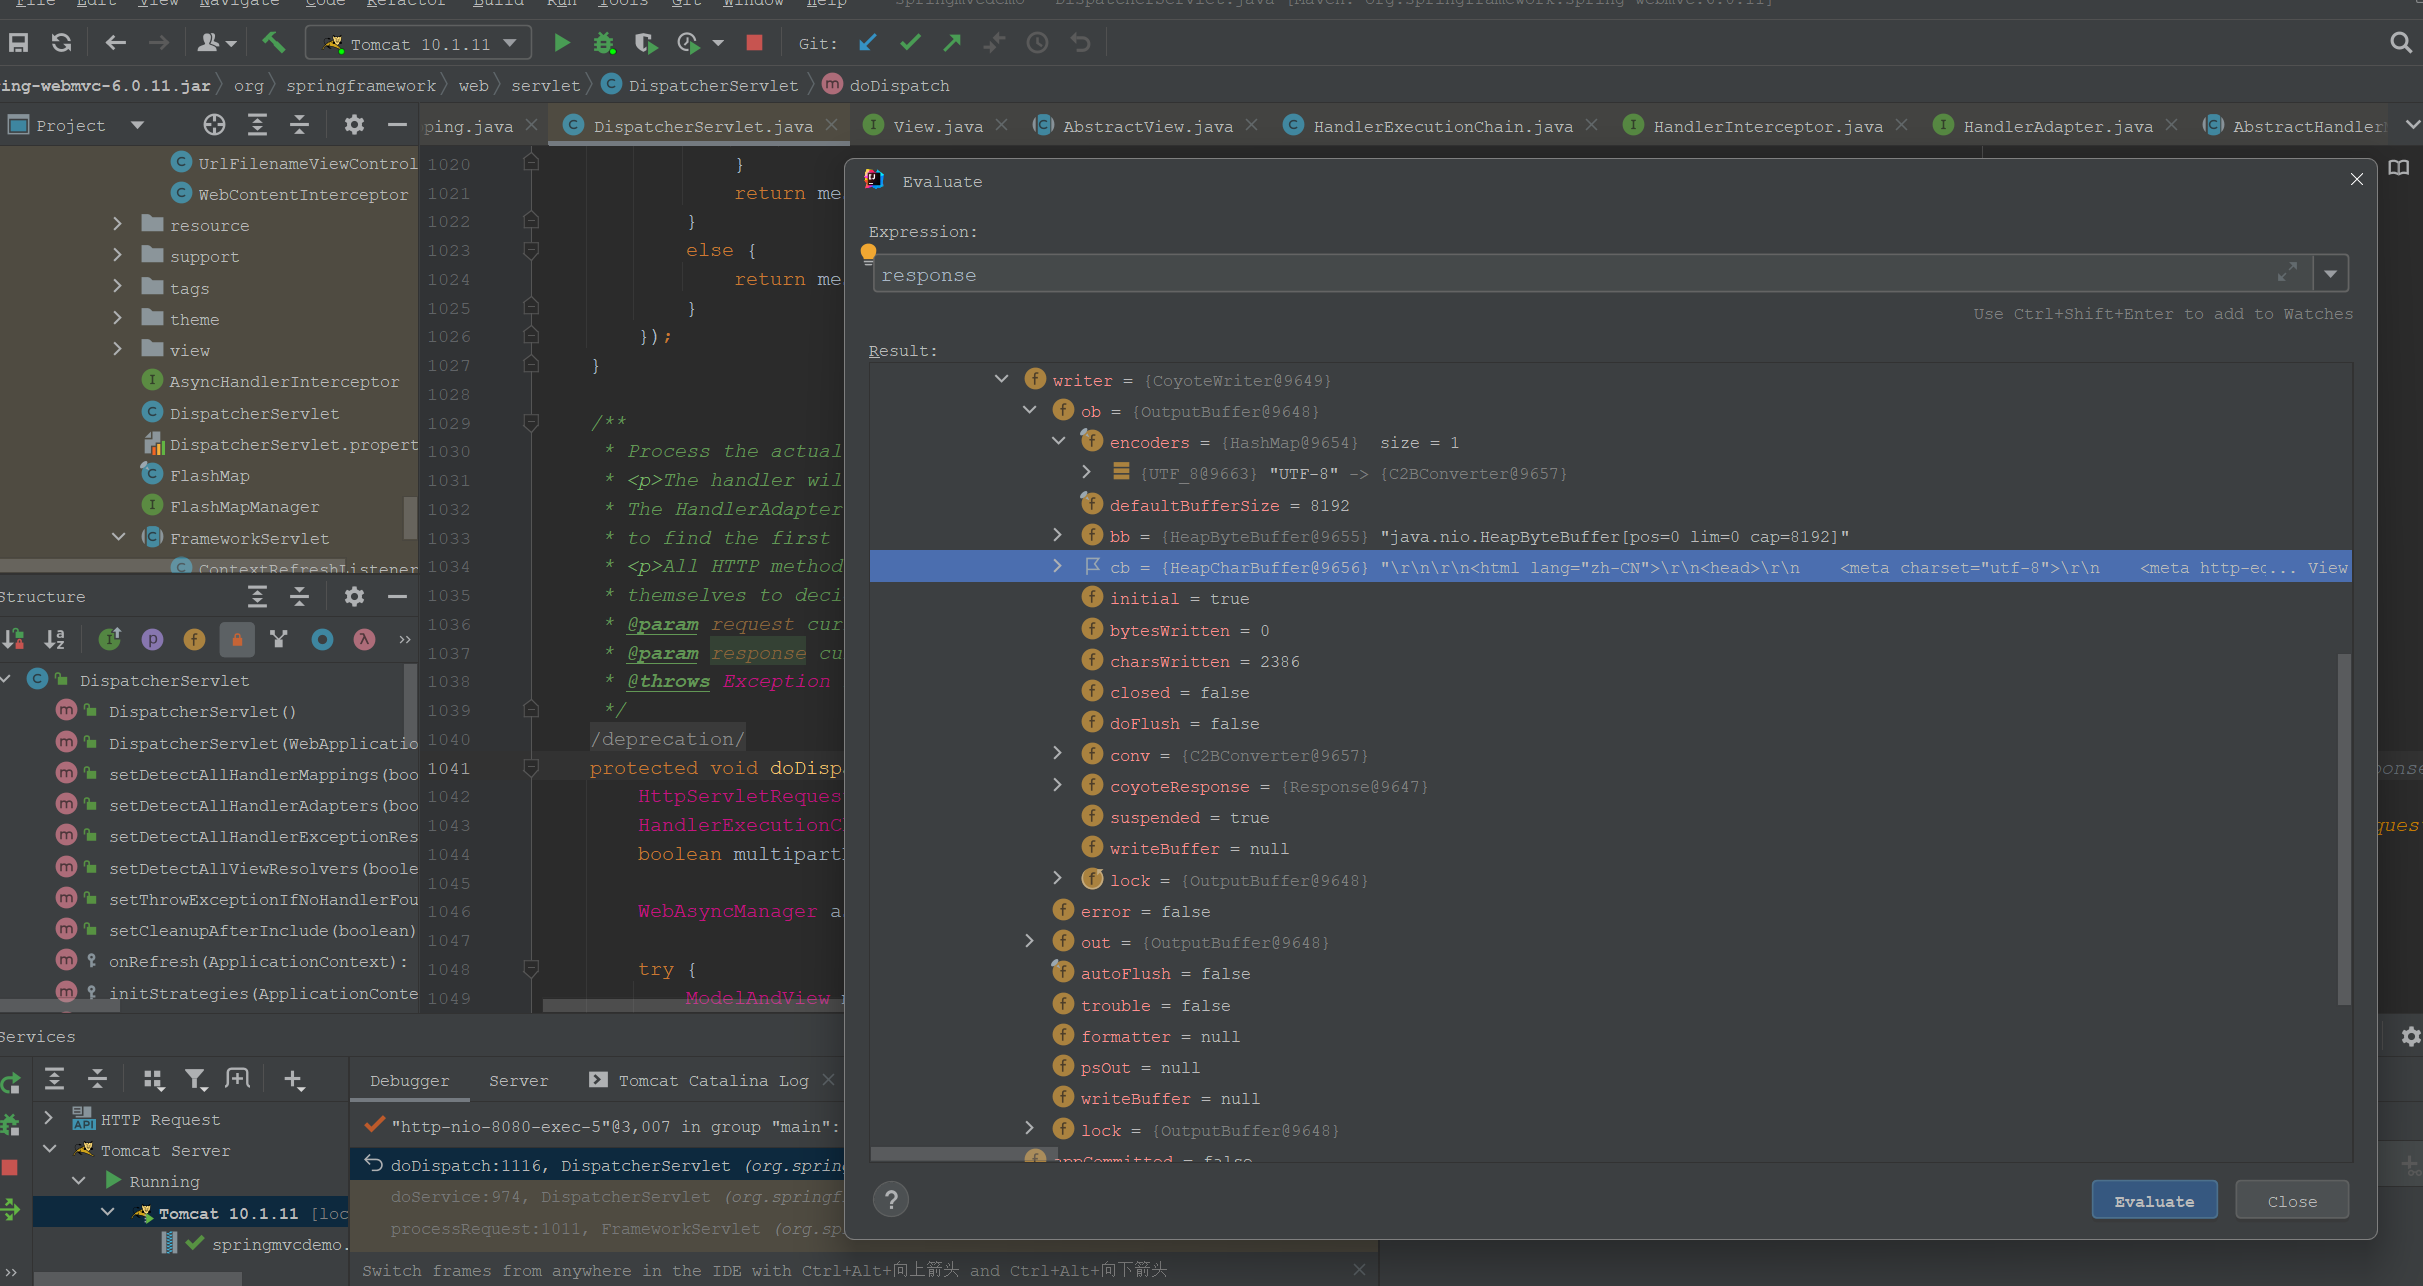 File Edit View Navigate Code Refactor Build Run Tools Git Window Help springmvcdemo DispatcherServlet.java [Maven: org.springframework:spring-webmvc:6.0.11]
Tomcat 10.1.11 Git:
ing-webmvc-6.0.11.jar org springframework web servlet DispatcherServlet doDispatch
Project
ping.java DispatcherServlet.java View.java AbstractView.java HandlerExecutionChain.java HandlerInterceptor.java HandlerAdapter.java AbstractHandler
UrlFilenameViewControl
WebContentInterceptor
resource
support
tags
theme
view
AsyncHandlerInterceptor
DispatcherServlet
DispatcherServlet.propert
FlashMap
FlashMapManager
FrameworkServlet
ContextRefreshListener
Structure
DispatcherServlet
DispatcherServlet()
DispatcherServlet(WebApplicatio
setDetectAllHandlerMappings(boo
setDetectAllHandlerAdapters(boo
setDetectAllHandlerExceptionRes
setDetectAllViewResolvers(boole
setThrowExceptionIfNoHandlerFou
setCleanupAfterInclude(boolean)
onRefresh(ApplicationContext):
initStrategies(ApplicationConte
1020 }
1021 return me
1022 }
1023 else {
1024 return me
1025 }
1026 });
1027 }
1028
1029 /**
1030 * Process the actual
1031 * <p>The handler wil
1032 * The HandlerAdapter
1033 * to find the first
1034 * <p>All HTTP method
1035 * themselves to deci
1036 * @param request cur
1037 * @param response cu
1038 * @throws Exception
1039 */
1040 /deprecation/
1041 protected void doDisp
1042 HttpServletReques
1043 HandlerExecutionC
1044 boolean multipart
1045
1046 WebAsyncManager a
1047
1048 try {
1049 ModelAndView
Evaluate
Expression:
response
Use Ctrl+Shift+Enter to add to Watches
Result:
writer = {CoyoteWriter@9649}
ob = {OutputBuffer@9648}
encoders = {HashMap@9654} size = 1
{UTF_8@9663} "UTF-8" -> {C2BConverter@9657}
defaultBufferSize = 8192
bb = {HeapByteBuffer@9655} "java.nio.HeapByteBuffer[pos=0 lim=0 cap=8192]"
cb = {HeapCharBuffer@9656} "\r\n\r\n<html lang="zh-CN">\r\n<head>\r\n <meta charset="utf-8">\r\n <meta http-ec... View
initial = true
bytesWritten = 0
charsWritten = 2386
closed = false
doFlush = false
conv = {C2BConverter@9657}
coyoteResponse = {Response@9647}
suspended = true
writeBuffer = null
lock = {OutputBuffer@9648}
error = false
out = {OutputBuffer@9648}
autoFlush = false
trouble = false
formatter = null
psOut = null
writeBuffer = null
lock = {OutputBuffer@9648}
appCommitted = false
? Evaluate Close
ponse
ques
Services
Debugger Server Tomcat Catalina Log
HTTP Request
Tomcat Server
Running
Tomcat 10.1.11 [loc
springmvcdemo.
"http-nio-8080-exec-5"@3,007 in group "main":
doDispatch:1116, DispatcherServlet (org.spring
doService:974, DispatcherServlet (org.springf
processRequest:1011, FrameworkServlet (org.sp
Switch frames from anywhere in the IDE with Ctrl+Alt+向上箭头 and Ctrl+Alt+向下箭头